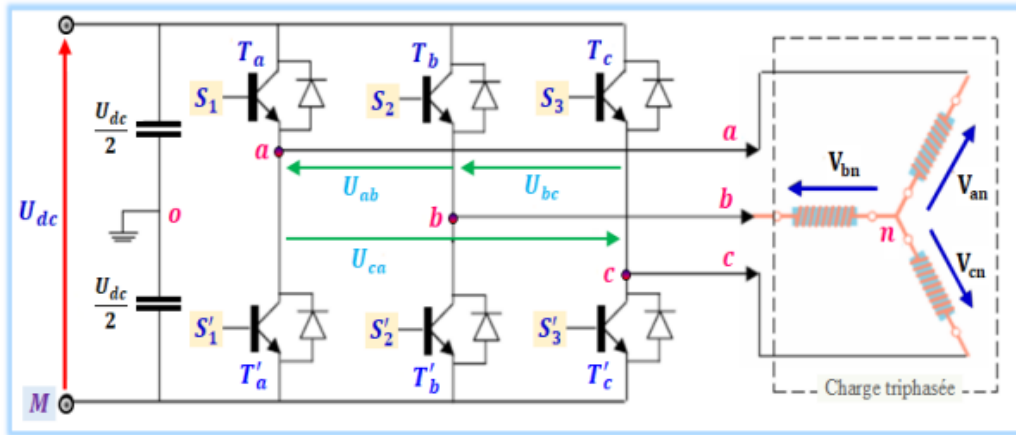 T_a
T_b
T_c
S_1
S_2
S_3
U_dc/2
a
a
V_bn
U_ab
U_bc
V_an
U_dc
o
b
b
n
U_ca
c
c
V_cn
U_dc/2
S'_1
S'_2
S'_3
T'_a
T'_b
T'_c
M
Charge triphasée